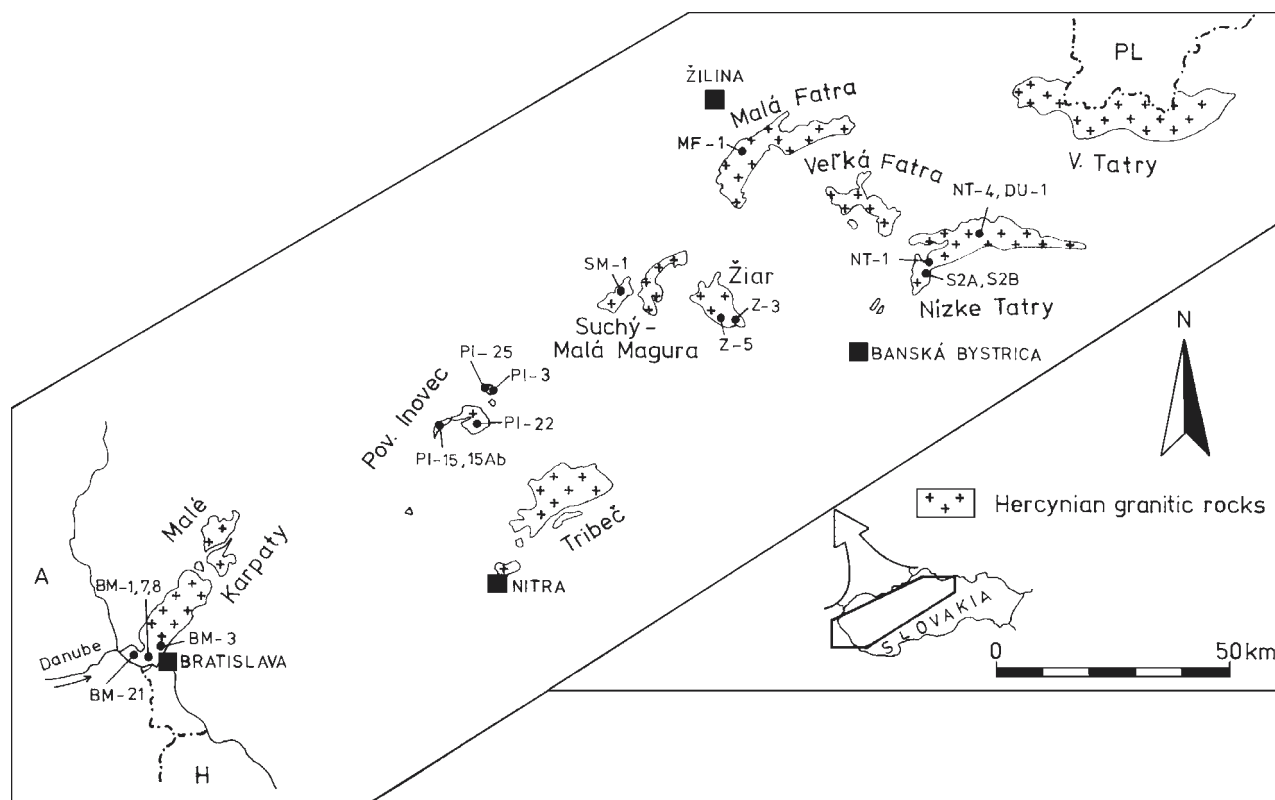 PL
ŽILINA
Malá Fatra
MF-1
V. Tatry
Veľká Fatra
NT-4, DU-1
NT-1
S2A, S2B
Nízke Tatry
SM-1
Žiar
Z-3
Z-5
Suchý-
Malá Magura
BANSKÁ BYSTRICA
N
PI-25
PI-3
Pov. Inovec
PI-22
PI-15, 15Ab
Tribeč
NITRA
Hercynian granitic rocks
Malé
Karpaty
A
BM-1,7,8
BM-3
Danube
BRATISLAVA
BM-21
H
SLOVAKIA
0
50 km